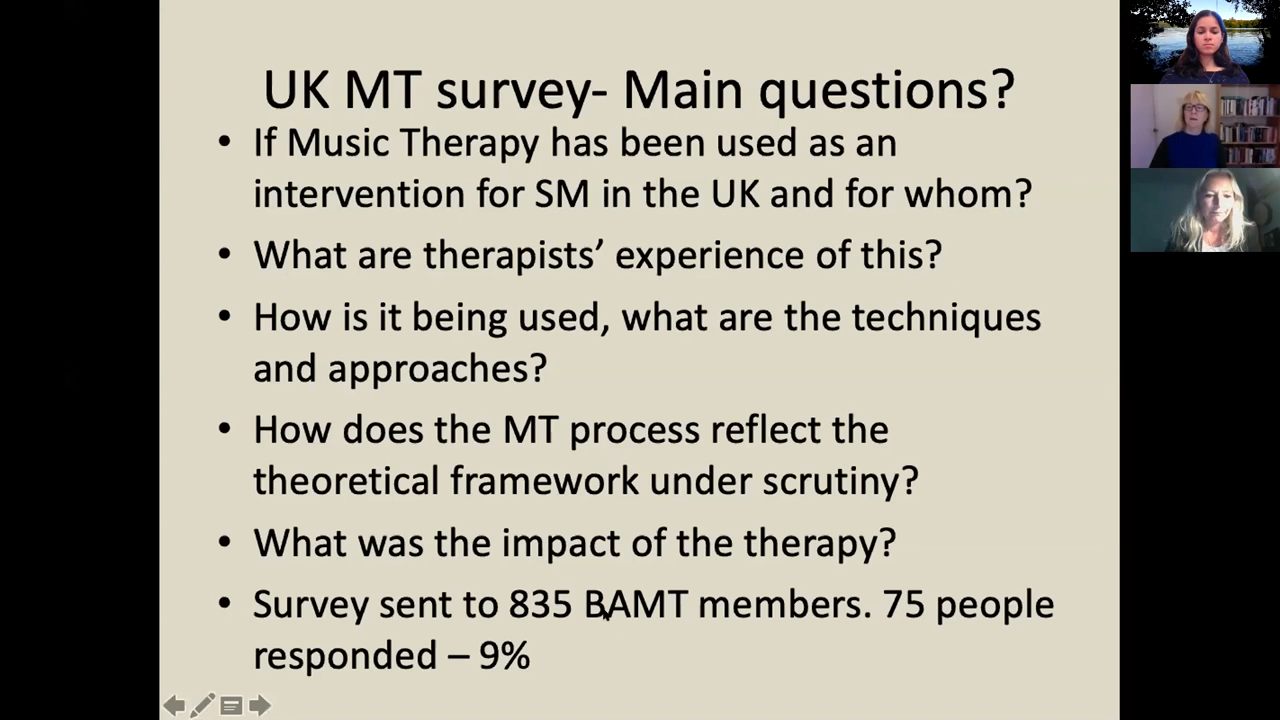 UK MT survey- Main questions?
• If Music Therapy has been used as an
intervention for SM in the UK and for whom?
• What are therapists’ experience of this?
• How is it being used, what are the techniques
and approaches?
• How does the MT process reflect the
theoretical framework under scrutiny?
• What was the impact of the therapy?
• Survey sent to 835 BAMT members. 75 people
responded – 9%